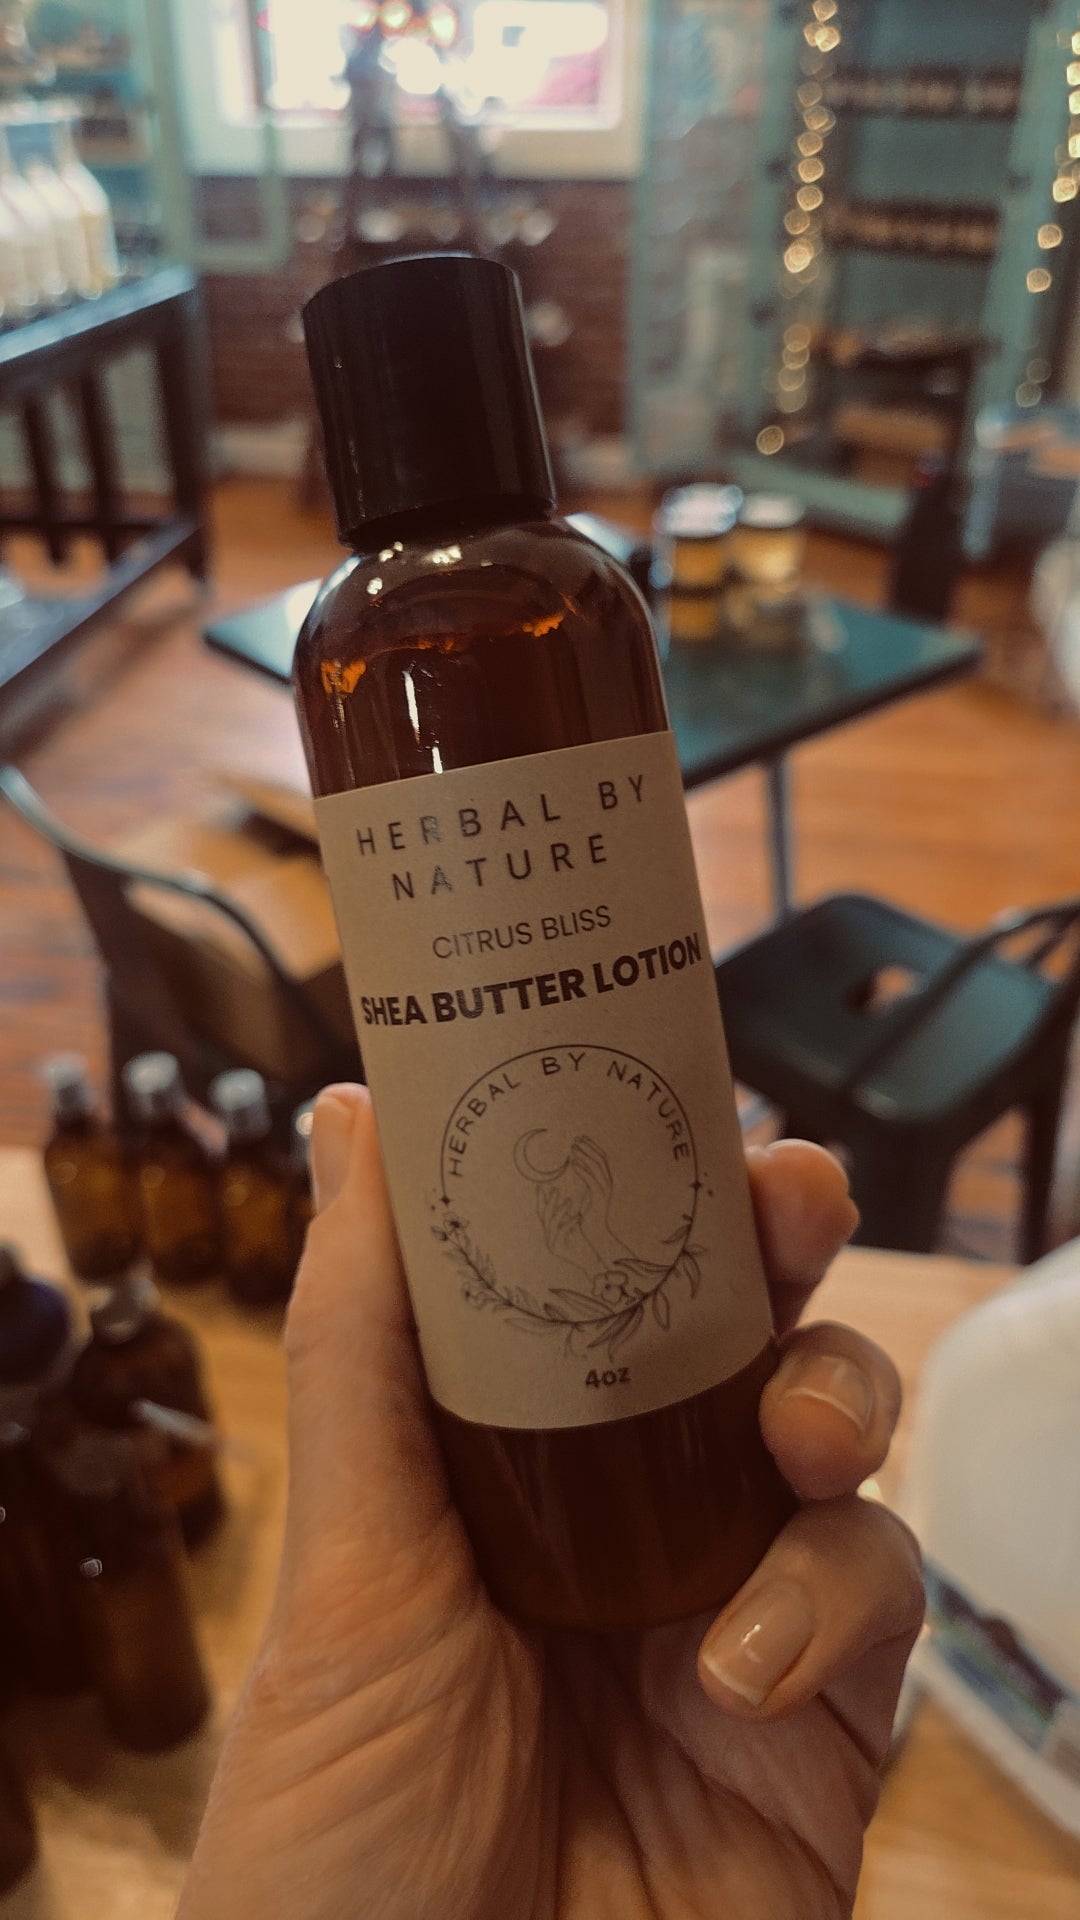 HERBAL BY
NATURE
CITRUS BLISS
SHEA BUTTER LOTION
HERBAL BY NATURE
4oz